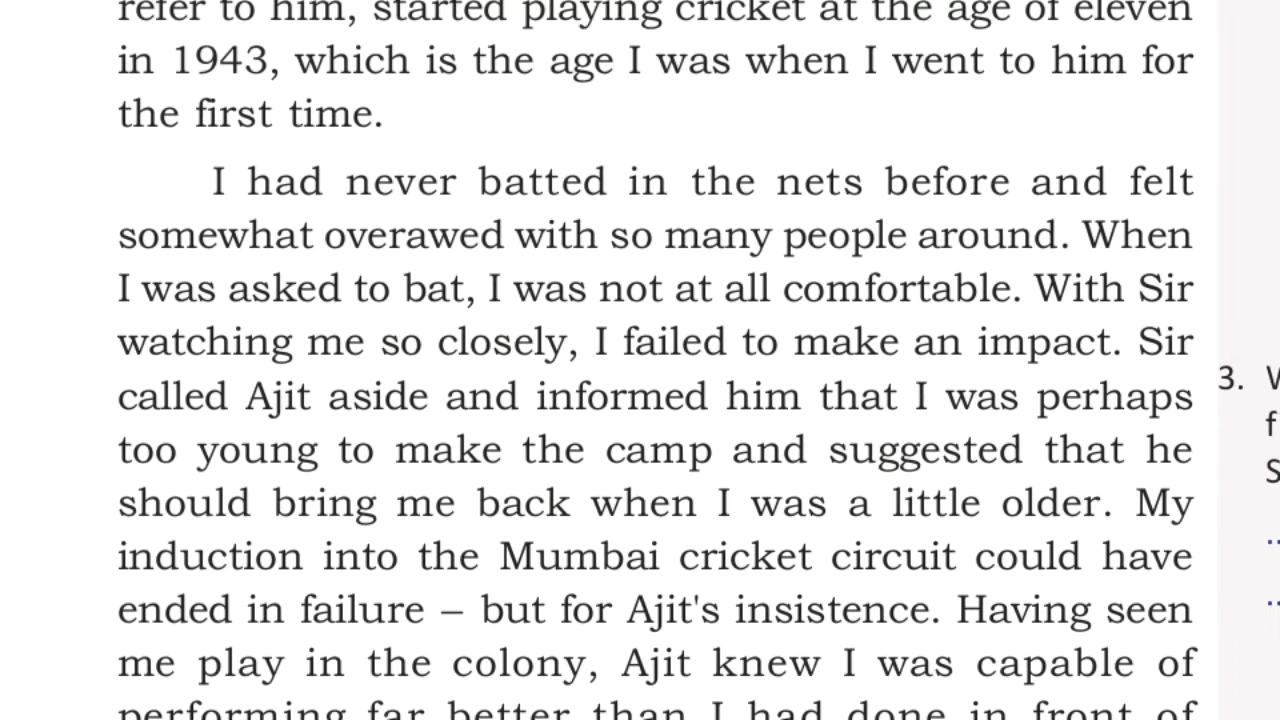 refer to him, started playing cricket at the age of eleven
in 1943, which is the age I was when I went to him for
the first time.
I had never batted in the nets before and felt
somewhat overawed with so many people around. When
I was asked to bat, I was not at all comfortable. With Sir
watching me so closely, I failed to make an impact. Sir
called Ajit aside and informed him that I was perhaps
too young to make the camp and suggested that he
should bring me back when I was a little older. My
induction into the Mumbai cricket circuit could have
ended in failure – but for Ajit's insistence. Having seen
me play in the colony, Ajit knew I was capable of
performing far better than I had done in front of
3.